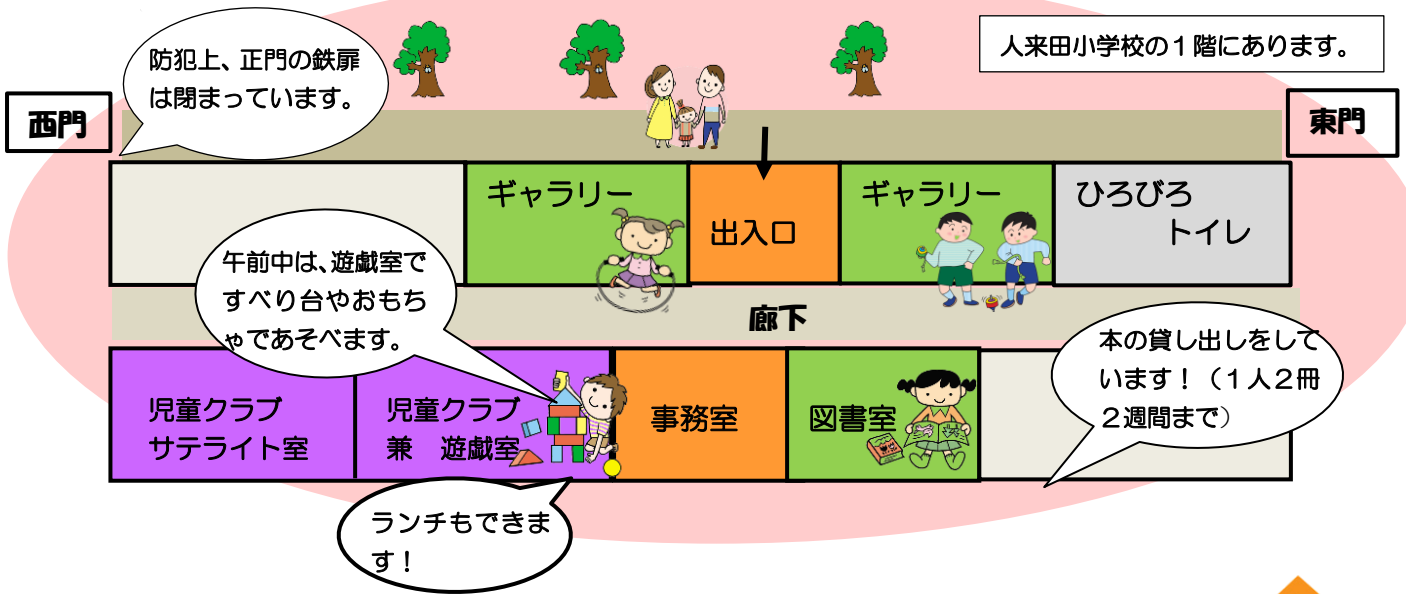 防犯上、正門の鉄扉
は閉まっています。
人来田小学校の１階にあります。
西門
東門
ギャラリー
出入口
ギャラリー
ひろびろ
トイレ
午前中は、遊戯室で
すべり台やおもち
ゃであそべます。
廊下
本の貸し出しをして
います！（１人２冊
２週間まで）
児童クラブ
サテライト室
児童クラブ
兼　遊戯室
事務室
図書室
ランチもできま
す！